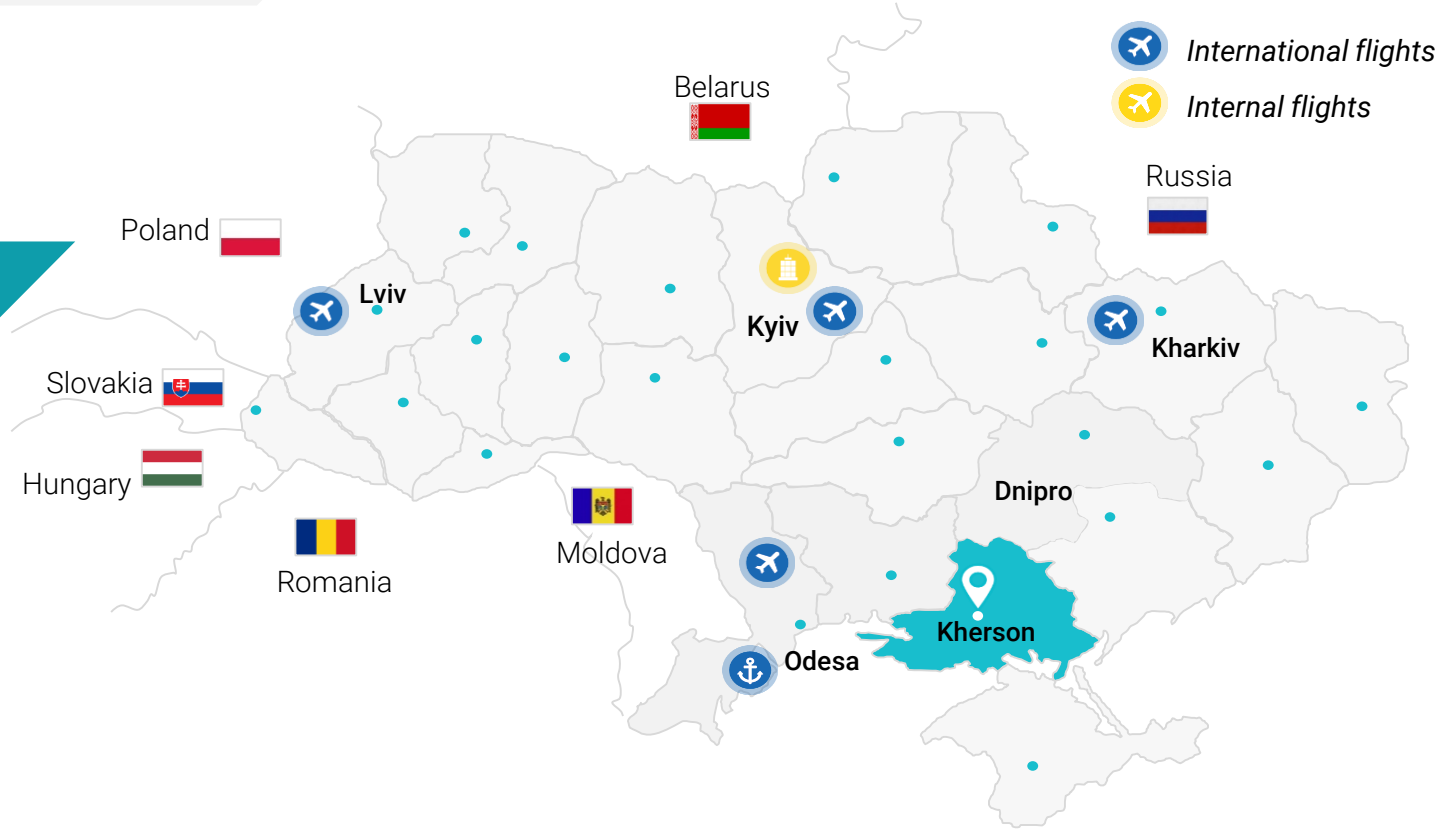 International flights
Internal flights
Belarus
Russia
Poland
Lviv
Kyiv
Kharkiv
Slovakia
Hungary
Dnipro
Moldova
Romania
Kherson
Odesa